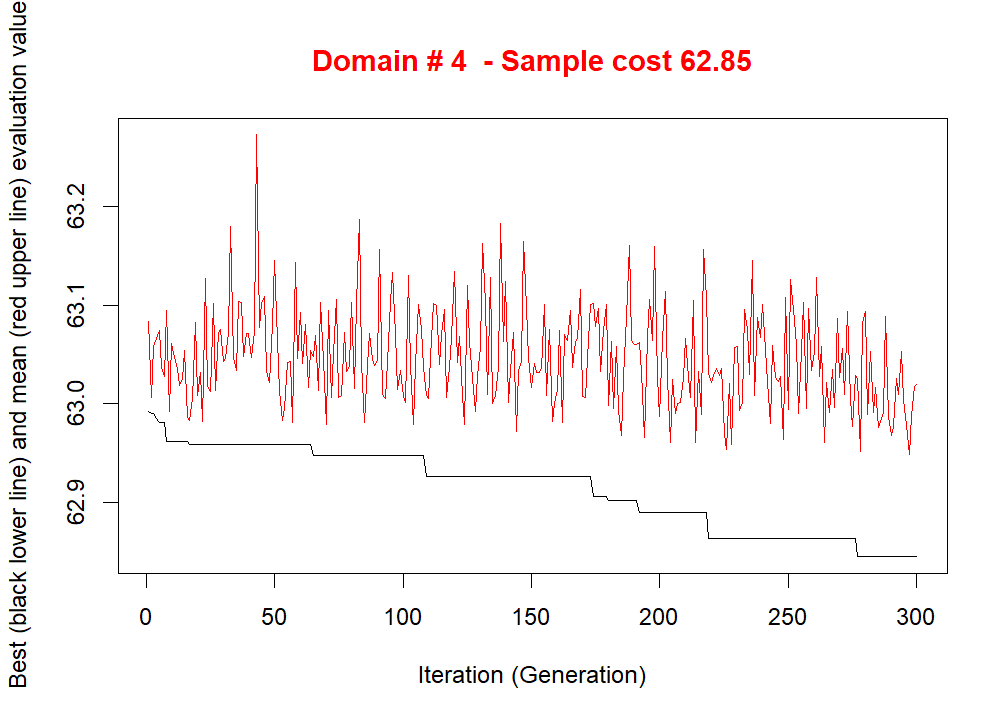 Domain # 4  - Sample cost 62.85
Best (black lower line) and mean (red upper line) evaluation value
63.2
63.1
63.0
62.9
0 50 100 150 200 250 300
Iteration (Generation)